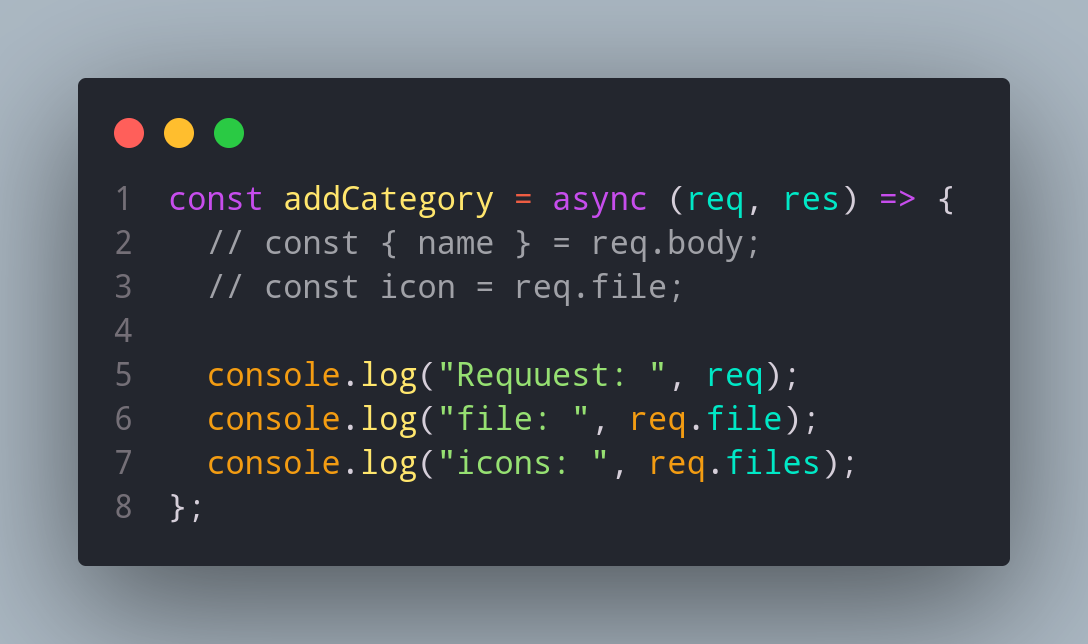 1 const addCategory = async (req, res) => {
2   // const { name } = req.body;
3   // const icon = req.file;
4
5   console.log("Requuest: ", req);
6   console.log("file: ", req.file);
7   console.log("icons: ", req.files);
8 };